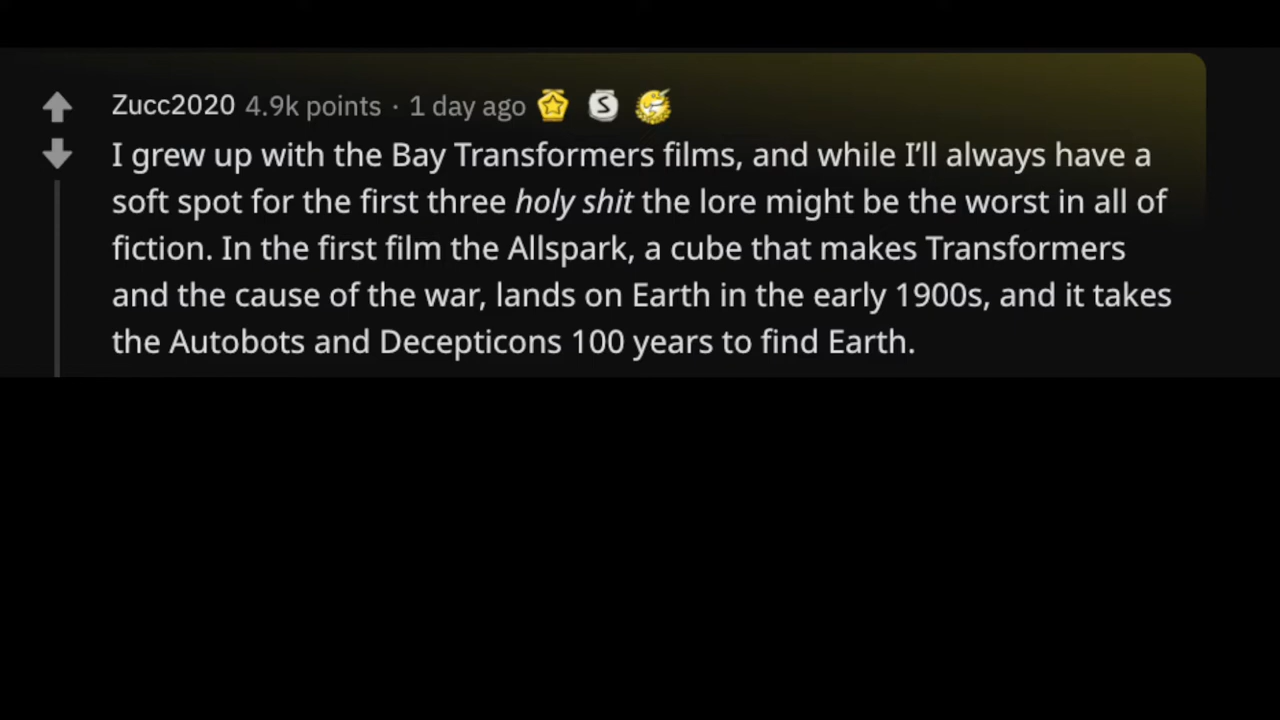 Zucc2020 4.9k points · 1 day ago
I grew up with the Bay Transformers films, and while I’ll always have a
soft spot for the first three holy shit the lore might be the worst in all of
fiction. In the first film the Allspark, a cube that makes Transformers
and the cause of the war, lands on Earth in the early 1900s, and it takes
the Autobots and Decepticons 100 years to find Earth.